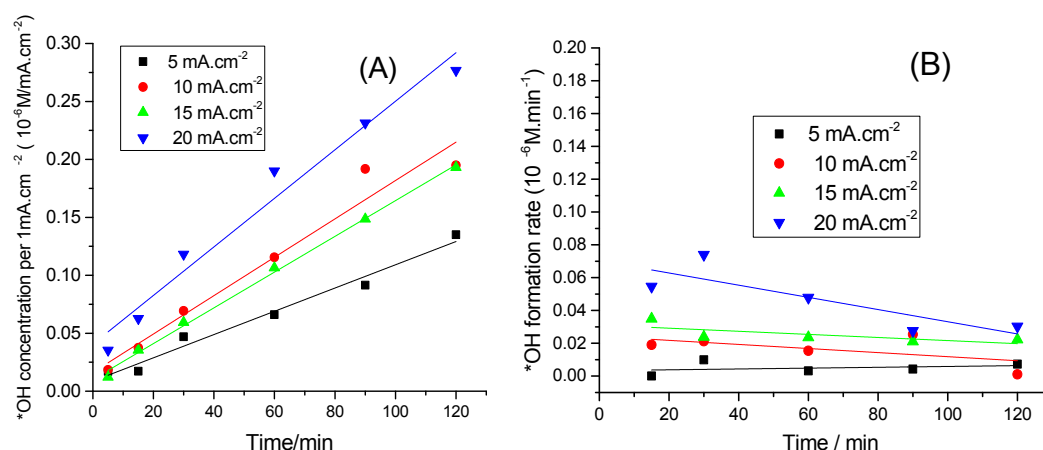 *OH concentration per 1mA.cm⁻² ( 10⁻⁶M/mA.cm⁻²)
0.30
0.25
0.20
0.15
0.10
0.05
0.00
5 mA.cm⁻²
10 mA.cm⁻²
15 mA.cm⁻²
20 mA.cm⁻²
(A)
0
20
40
60
80
100
120
Time/min
*OH formation rate (10⁻⁶M.min⁻¹)
0.20
0.18
0.16
0.14
0.12
0.10
0.08
0.06
0.04
0.02
0.00
(B)
5 mA.cm⁻²
10 mA.cm⁻²
15 mA.cm⁻²
20 mA.cm⁻²
0
20
40
60
80
100
120
Time / min